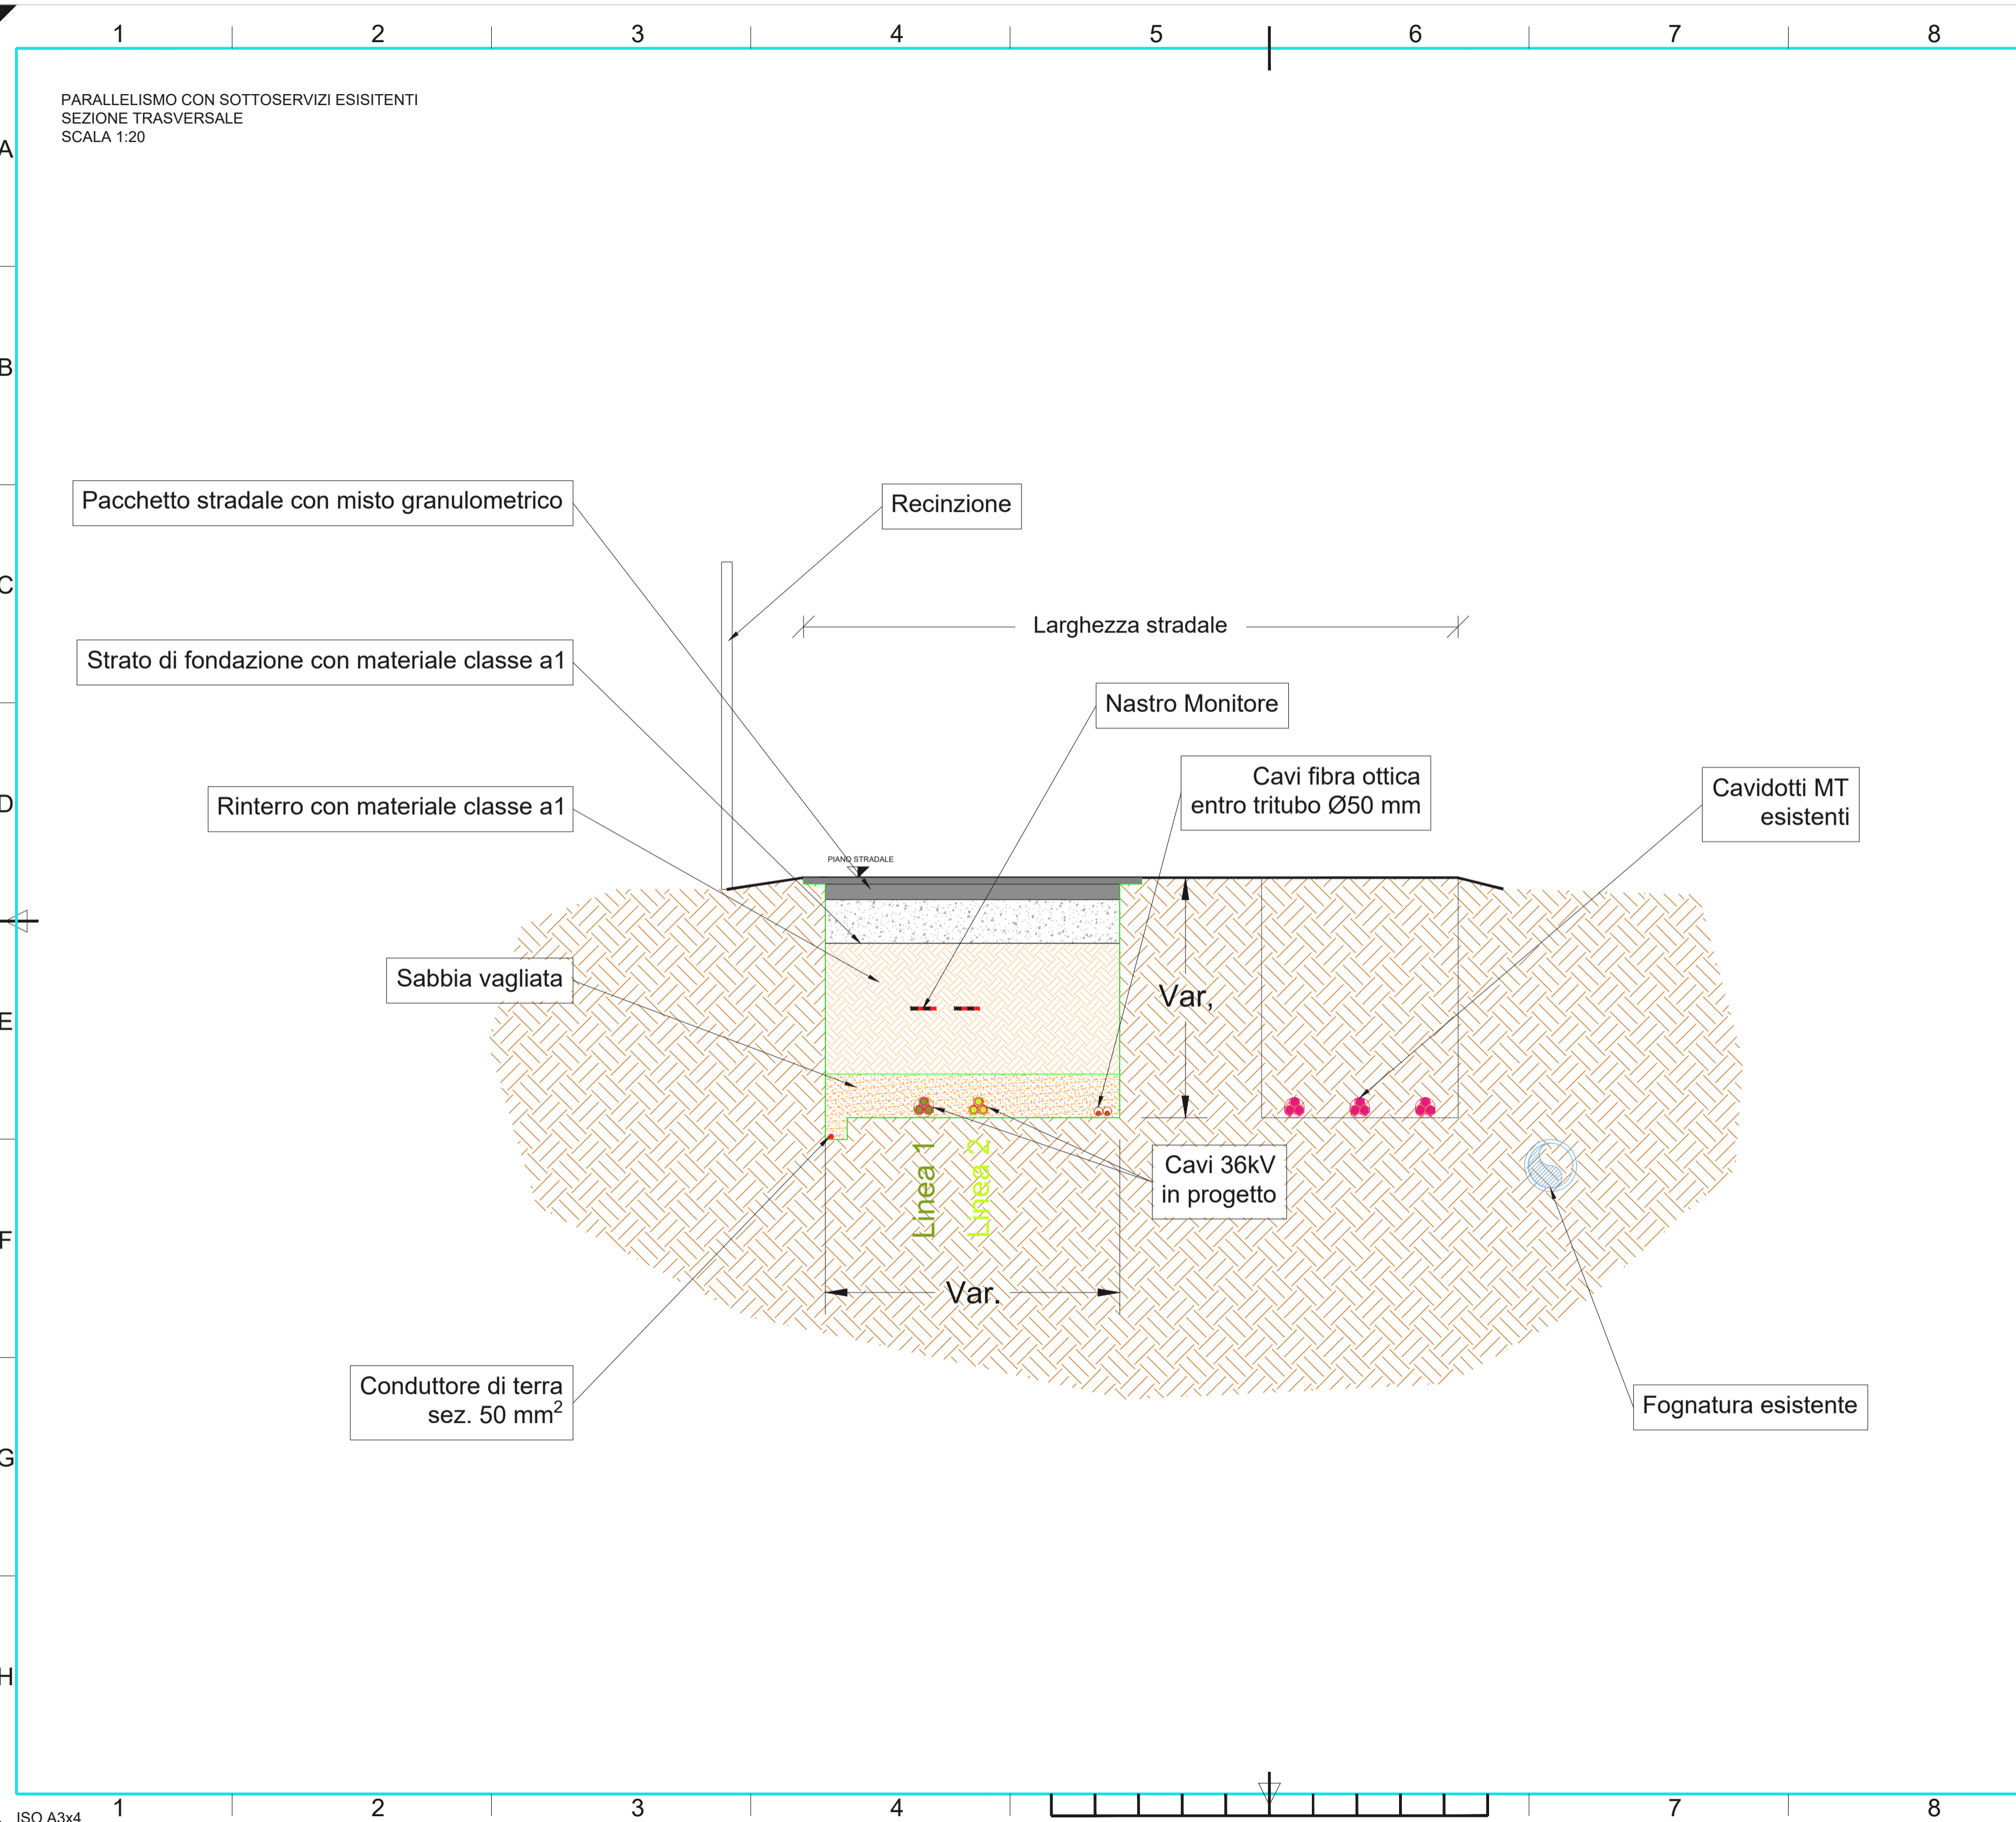 1 2 3 4 5 6 7 8
PARALLELISMO CON SOTTOSERVIZI ESISITENTI
SEZIONE TRASVERSALE
SCALA 1:20
A
B
Pacchetto stradale con misto granulometrico
Recinzione
C
Larghezza stradale
Strato di fondazione con materiale classe a1
Nastro Monitore
Cavi fibra ottica
entro tritubo Ø50 mm
Cavidotti MT
esistenti
D
Rinterro con materiale classe a1
PIANO STRADALE
Sabbia vagliata
Var,
E
Linea 1
Linea 2
Cavi 36kV
in progetto
F
Var.
Conduttore di terra
sez. 50 mm²
Fognatura esistente
G
H
1 2 3 4 7 8
ISO A3x4